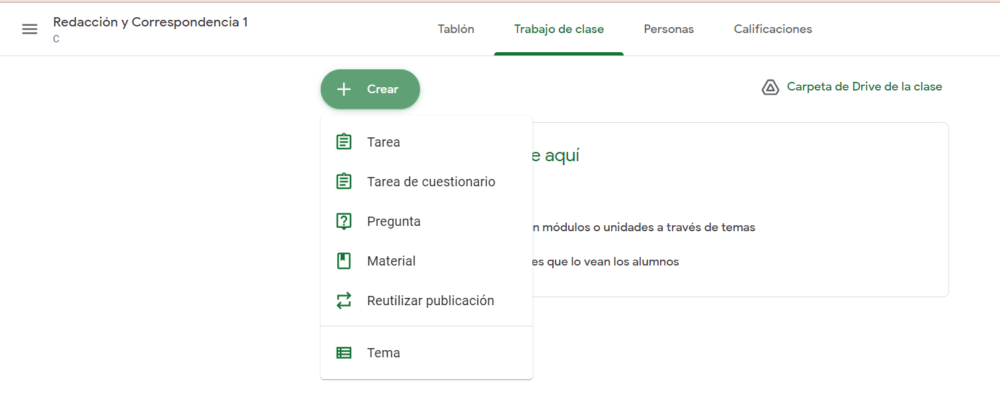 Redacción y Correspondencia 1
C
Tablón
Trabajo de clase
Personas
Calificaciones
Crear
Carpeta de Drive de la clase
Tarea
Tarea de cuestionario
Pregunta
Material
Reutilizar publicación
Tema
e aquí
n módulos o unidades a través de temas
es que lo vean los alumnos